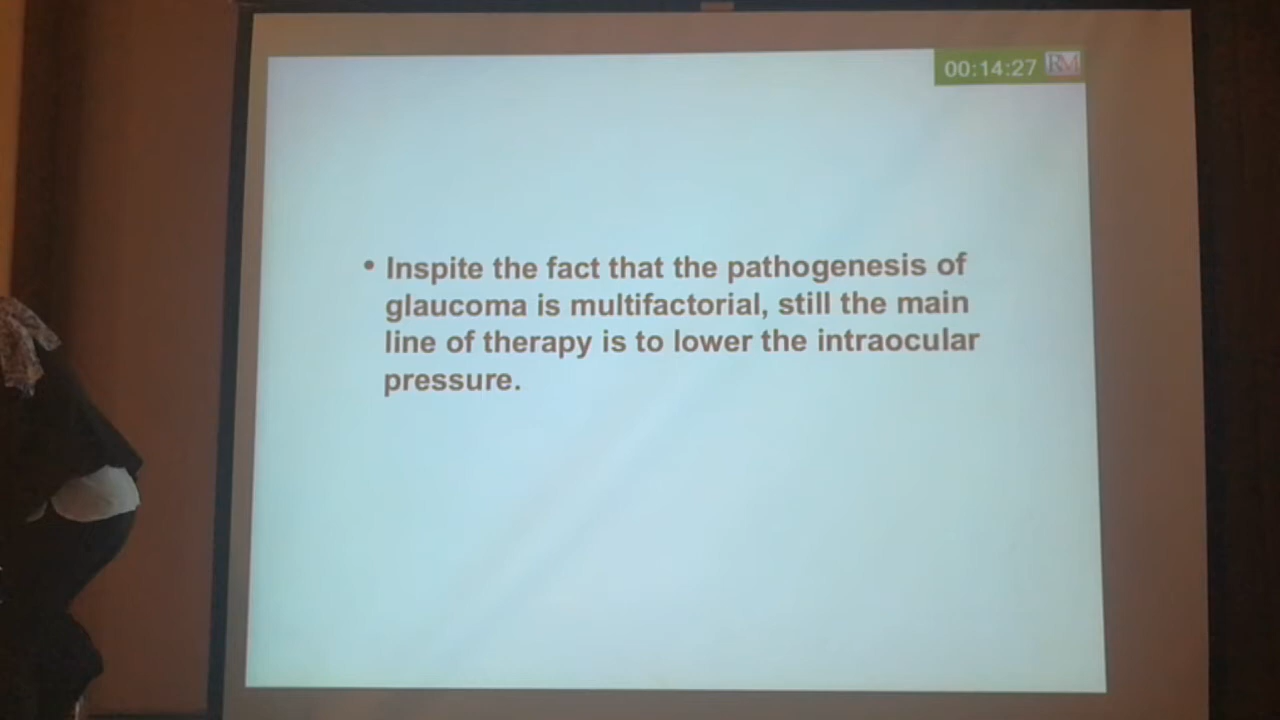 00:14:27 RM
• Inspite the fact that the pathogenesis of
glaucoma is multifactorial, still the main
line of therapy is to lower the intraocular
pressure.